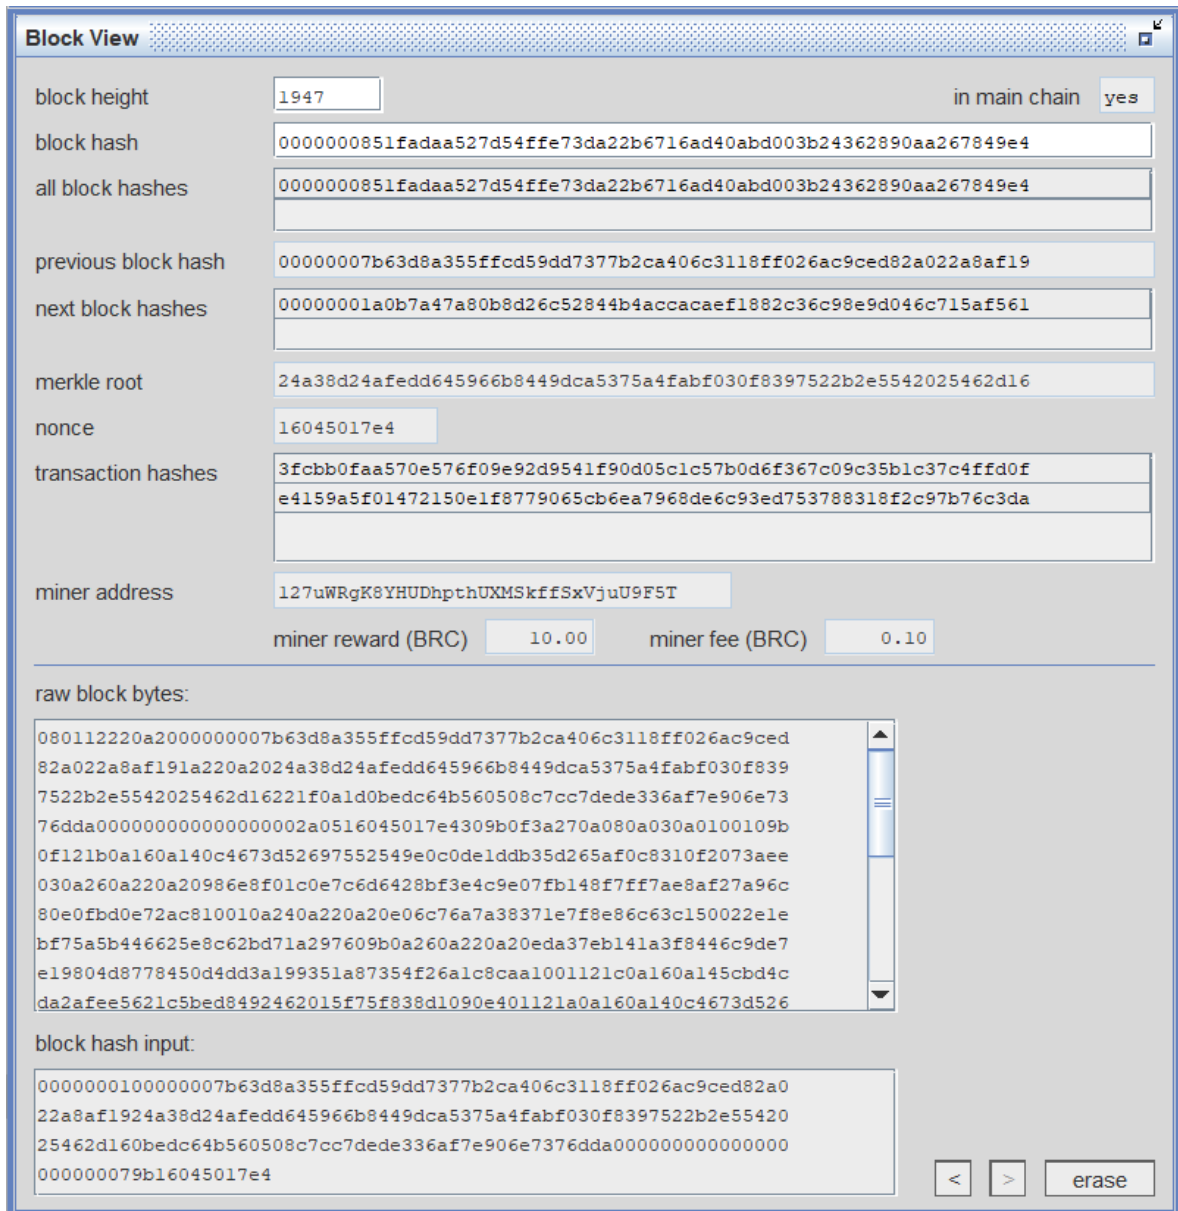 Block View
block height 1947 in main chain yes
block hash 0000000851fadaa527d54ffe73da22b6716ad40abd003b24362890aa267849e4
all block hashes 0000000851fadaa527d54ffe73da22b6716ad40abd003b24362890aa267849e4
previous block hash 00000007b63d8a355ffcd59dd7377b2ca406c3118ff026ac9ced82a022a8af19
next block hashes 00000001a0b7a47a80b8d26c52844b4accacaef1882c36c98e9d046c715af561
merkle root 24a38d24afedd645966b8449dca5375a4fabf030f8397522b2e5542025462d16
nonce 16045017e4
transaction hashes 3fcbb0faa570e576f09e92d9541f90d05c1c57b0d6f367c09c35b1c37c4ffd0f
e4159a5f01472150e1f8779065cb6ea7968de6c93ed753788318f2c97b76c3da
miner address 127uWRgK8YHUDhpthUXMSkffSxVjuU9F5T
miner reward (BRC) 10.00 miner fee (BRC) 0.10
raw block bytes:
080112220a2000000007b63d8a355ffcd59dd7377b2ca406c3118ff026ac9ced
82a022a8af191a220a2024a38d24afedd645966b8449dca5375a4fabf030f839
7522b2e5542025462d16221f0a1d0bedc64b560508c7cc7dede336af7e906e73
76dda000000000000000002a0516045017e4309b0f3a270a080a030a0100109b
0f121b0a160a140c4673d52697552549e0c0de1ddb35d265af0c8310f2073aee
030a260a220a20986e8f01c0e7c6d6428bf3e4c9e07fb148f7ff7ae8af27a96c
80e0fbd0e72ac810010a240a220a20e06c76a7a38371e7f8e86c63c150022e1e
bf75a5b446625e8c62bd71a297609b0a260a220a20eda37eb141a3f8446c9de7
e19804d8778450d4dd3a199351a87354f26a1c8caa1001121c0a160a145cbd4c
da2afee5621c5bed8492462015f75f838d1090e401121a0a160a140c4673d526
block hash input:
0000000100000007b63d8a355ffcd59dd7377b2ca406c3118ff026ac9ced82a0
22a8af1924a38d24afedd645966b8449dca5375a4fabf030f8397522b2e55420
25462d160bedc64b560508c7cc7dede336af7e906e7376dda000000000000000
000000079b16045017e4
< > erase